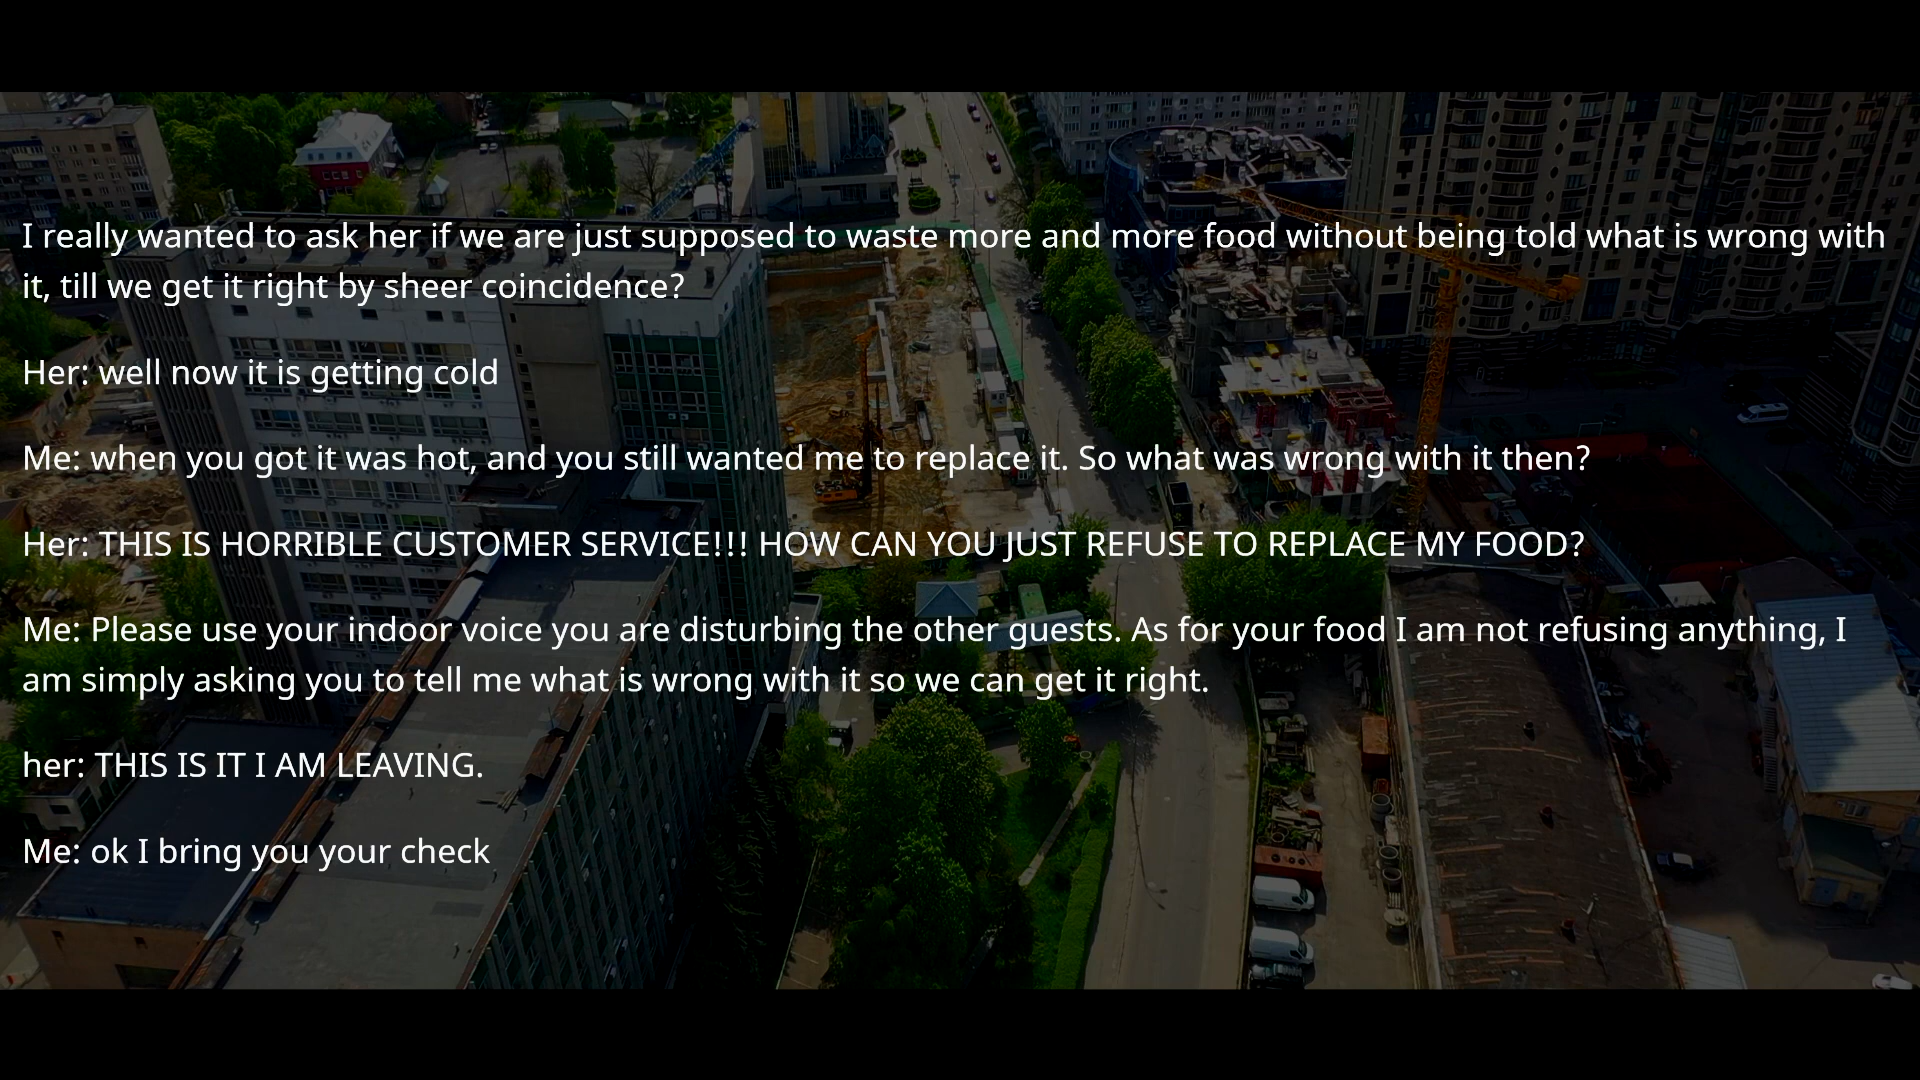 I really wanted to ask her if we are just supposed to waste more and more food without being told what is wrong with
it, till we get it right by sheer coincidence?
Her: well now it is getting cold
Me: when you got it was hot, and you still wanted me to replace it. So what was wrong with it then?
Her: THIS IS HORRIBLE CUSTOMER SERVICE!!! HOW CAN YOU JUST REFUSE TO REPLACE MY FOOD?
Me: Please use your indoor voice you are disturbing the other guests. As for your food I am not refusing anything, I
am simply asking you to tell me what is wrong with it so we can get it right.
her: THIS IS IT I AM LEAVING.
Me: ok I bring you your check